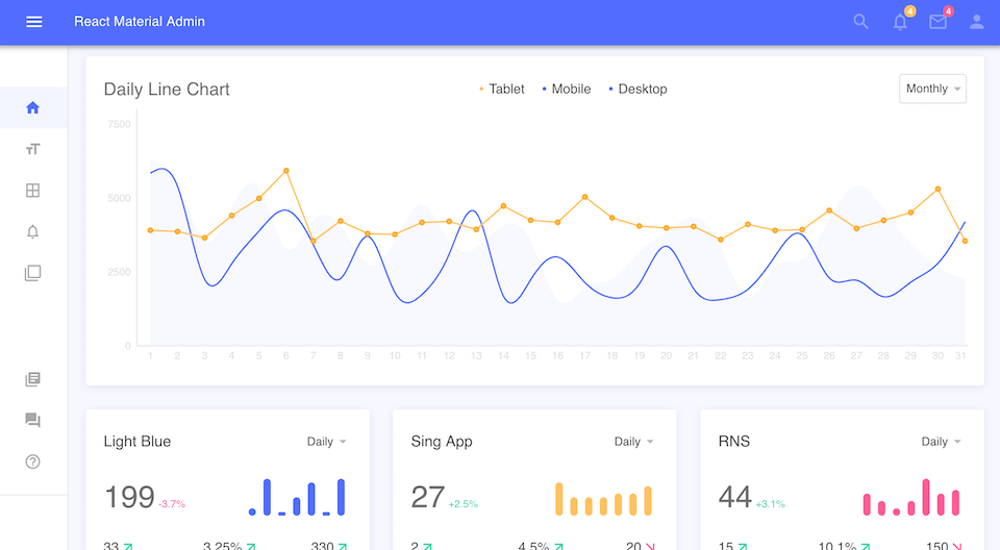 React Material Admin
4
4
Daily Line Chart
Tablet Mobile Desktop
Monthly
7500
5000
2500
0
1 2 3 4 5 6 7 8 9 10 11 12 13 14 15 16 17 18 19 20 21 22 23 24 25 26 27 28 29 30 31
Light Blue
Daily
199 -3.7%
33 3.25% 330
Sing App
Daily
27 +2.5%
2 4.5% 20
RNS
Daily
44 +3.1%
15 10.1% 150